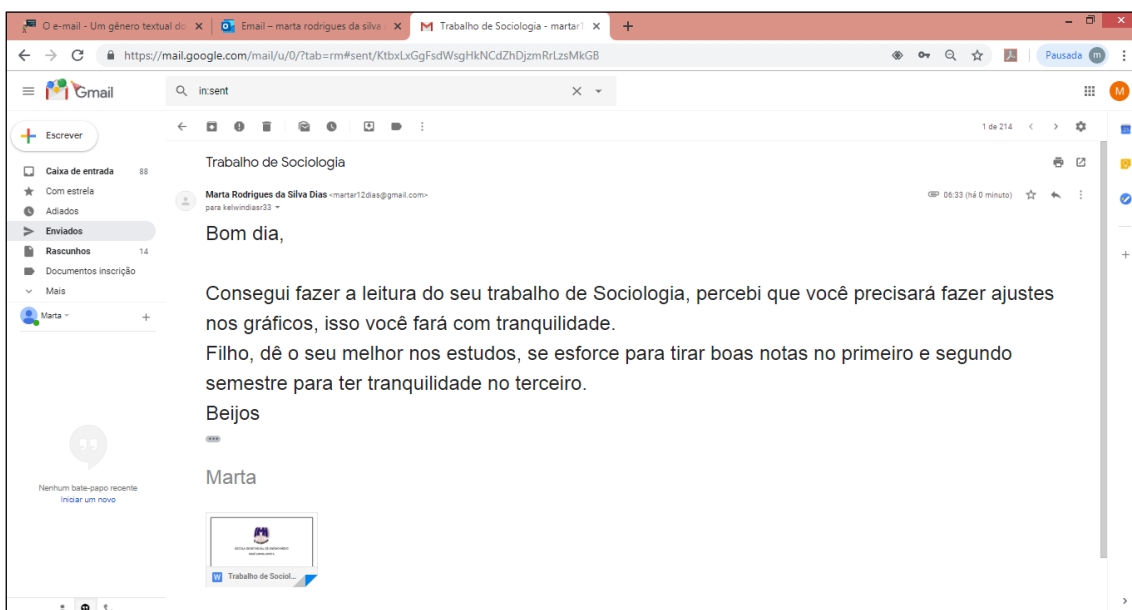 O e-mail - Um gênero textual do
Email – marta rodrigues da silva
Trabalho de Sociologia - martar1
https://mail.google.com/mail/u/0/?tab=rm#sent/KtbxLxGgFsdWsgHkNCdZhDjzmRrLzsMkGB
Pausada m
Gmail
in:sent
M
Escrever
1 de 214
Caixa de entrada 88
Com estrela
Adiados
Enviados
Rascunhos 14
Documentos inscrição
Mais
Marta
Nenhum bate-papo recente
Iniciar um novo
Trabalho de Sociologia
Marta Rodrigues da Silva Dias <martar12dias@gmail.com>
06:33 (há 0 minuto)
para kelwindiasr33
Bom dia,
Consegui fazer a leitura do seu trabalho de Sociologia, percebi que você precisará fazer ajustes
nos gráficos, isso você fará com tranquilidade.
Filho, dê o seu melhor nos estudos, se esforce para tirar boas notas no primeiro e segundo
semestre para ter tranquilidade no terceiro.
Beijos
Marta
W Trabalho de Sociol...